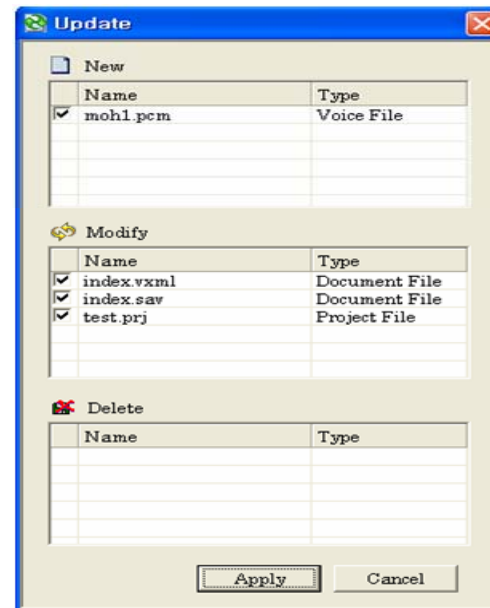 Update
New
Name Type
moh1.pcm Voice File
Modify
Name Type
index.vxml Document File
index.sav Document File
test.prj Project File
Delete
Name Type
Apply Cancel